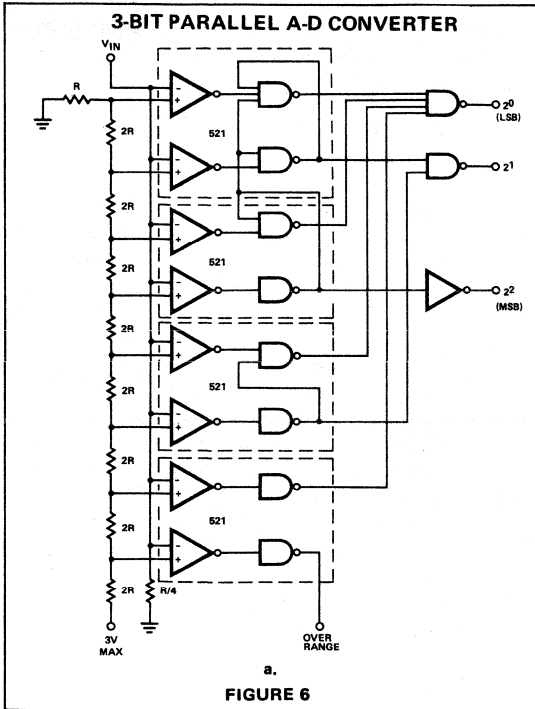 3-BIT PARALLEL A-D CONVERTER
VIN
R
2R
521
2R
2R
521
2R
2R
521
2R
2R
521
2R
R/4
3V
MAX
OVER
RANGE
2⁰
(LSB)
2¹
2²
(MSB)
- + - + - + - + - + - + - + - +
a.
FIGURE 6